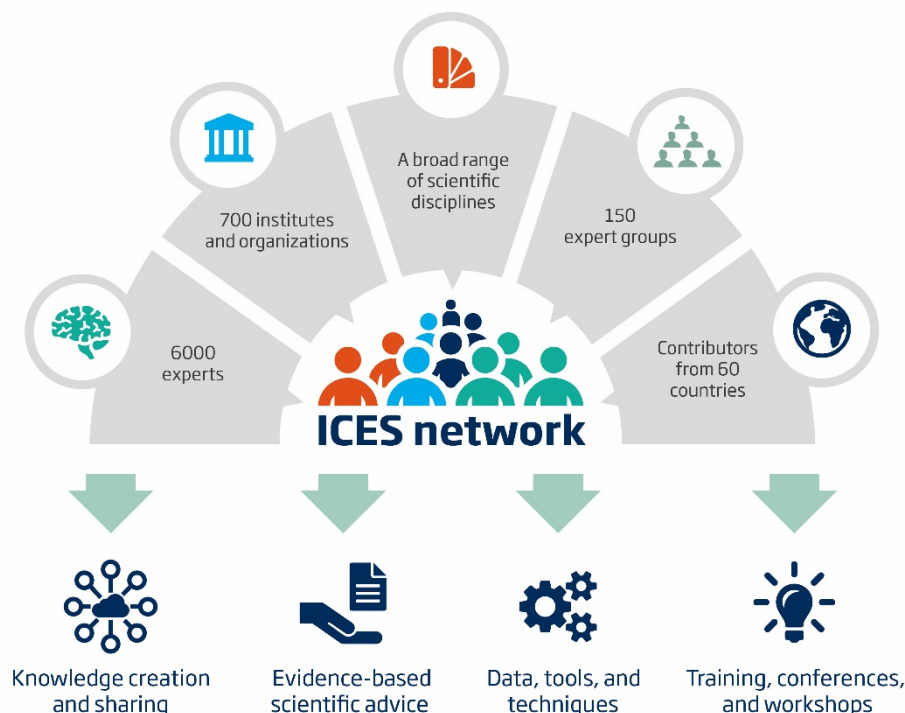 A broad range
of scientific
disciplines
700 institutes
and organizations
150
expert groups
6000
experts
Contributors
from 60
countries
ICES network
Knowledge creation
and sharing
Evidence-based
scientific advice
Data, tools, and
techniques
Training, conferences,
and workshops